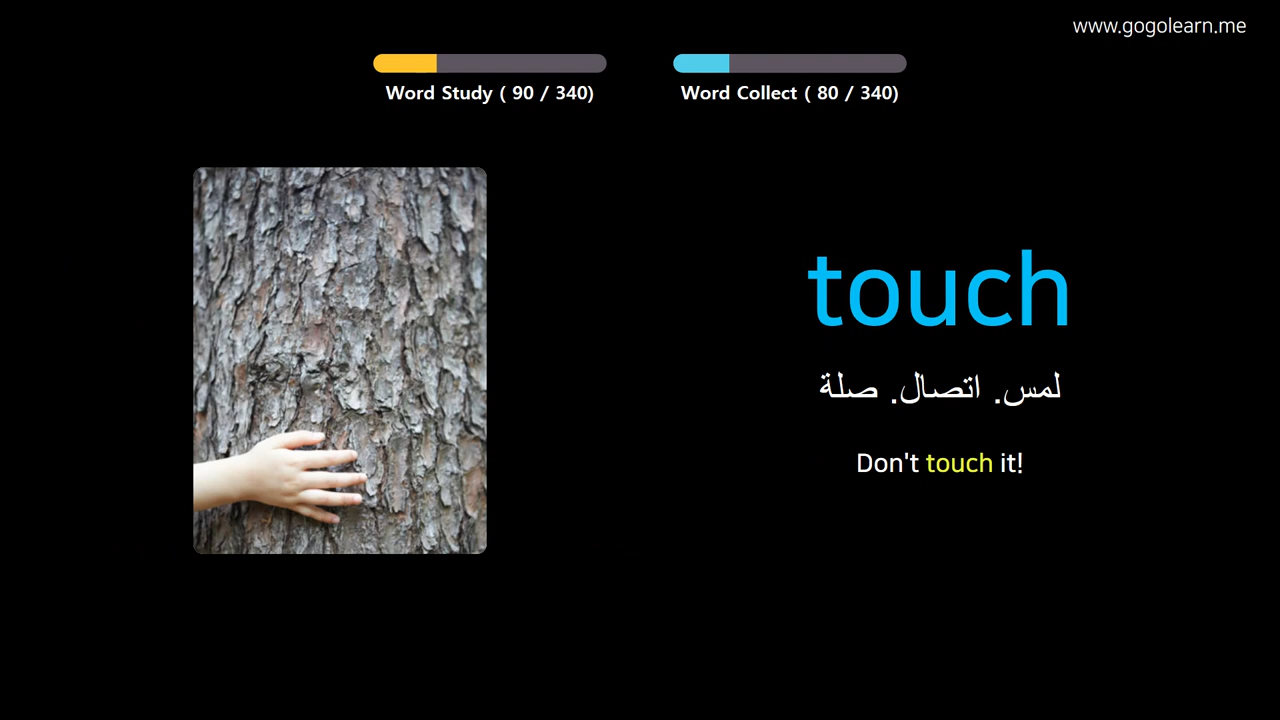 www.gogolearn.me
Word Study ( 90 / 340)
Word Collect ( 80 / 340)
touch
لمس. اتصال. صلة
Don't touch it!